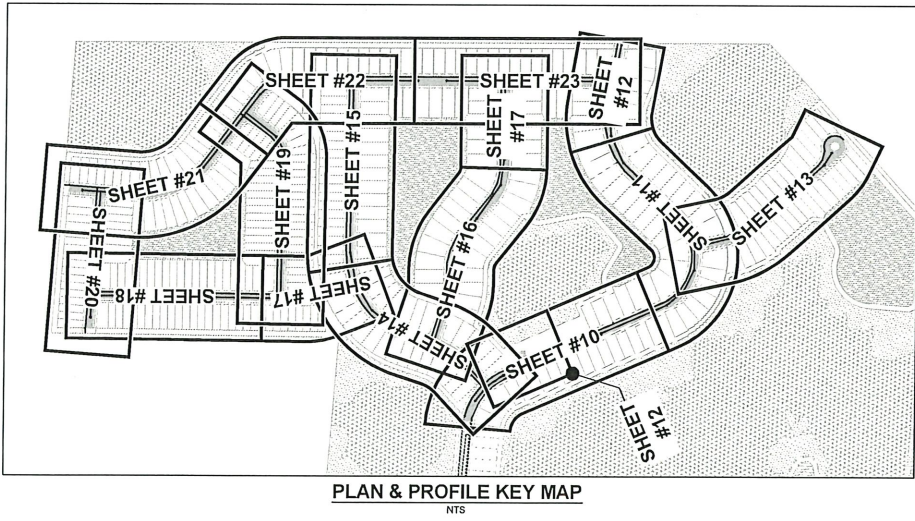 SHEET #22
SHEET #23
SHEET
#12
SHEET #15
SHEET
#17
SHEET #19
SHEET #11
SHEET #13
SHEET #21
SHEET
#20
SHEET #16
SHEET #18
SHEET #17
SHEET #14
SHEET #10
SHEET
#12
PLAN & PROFILE KEY MAP
NTS